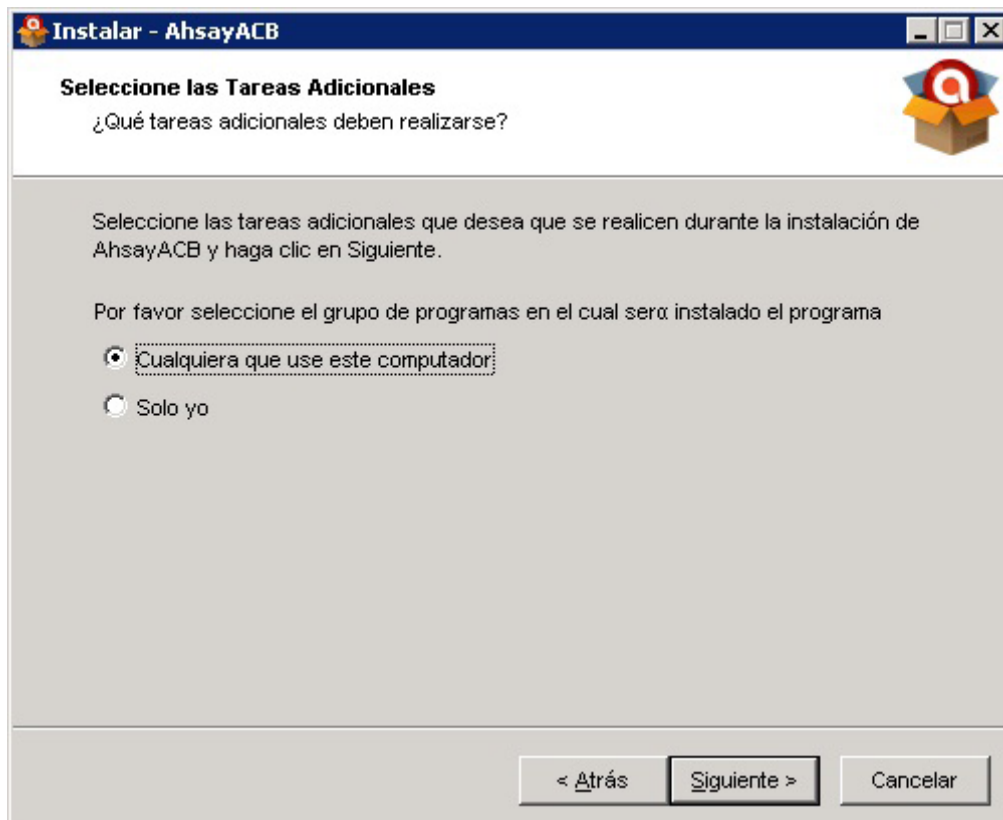 Instalar - AhsayACB
Seleccione las Tareas Adicionales
¿Qué tareas adicionales deben realizarse?
Seleccione las tareas adicionales que desea que se realicen durante la instalación de
AhsayACB y haga clic en Siguiente.
Por favor seleccione el grupo de programas en el cual serα instalado el programa
Cualquiera que use este computador
Solo yo
< Atrás
Siguiente >
Cancelar